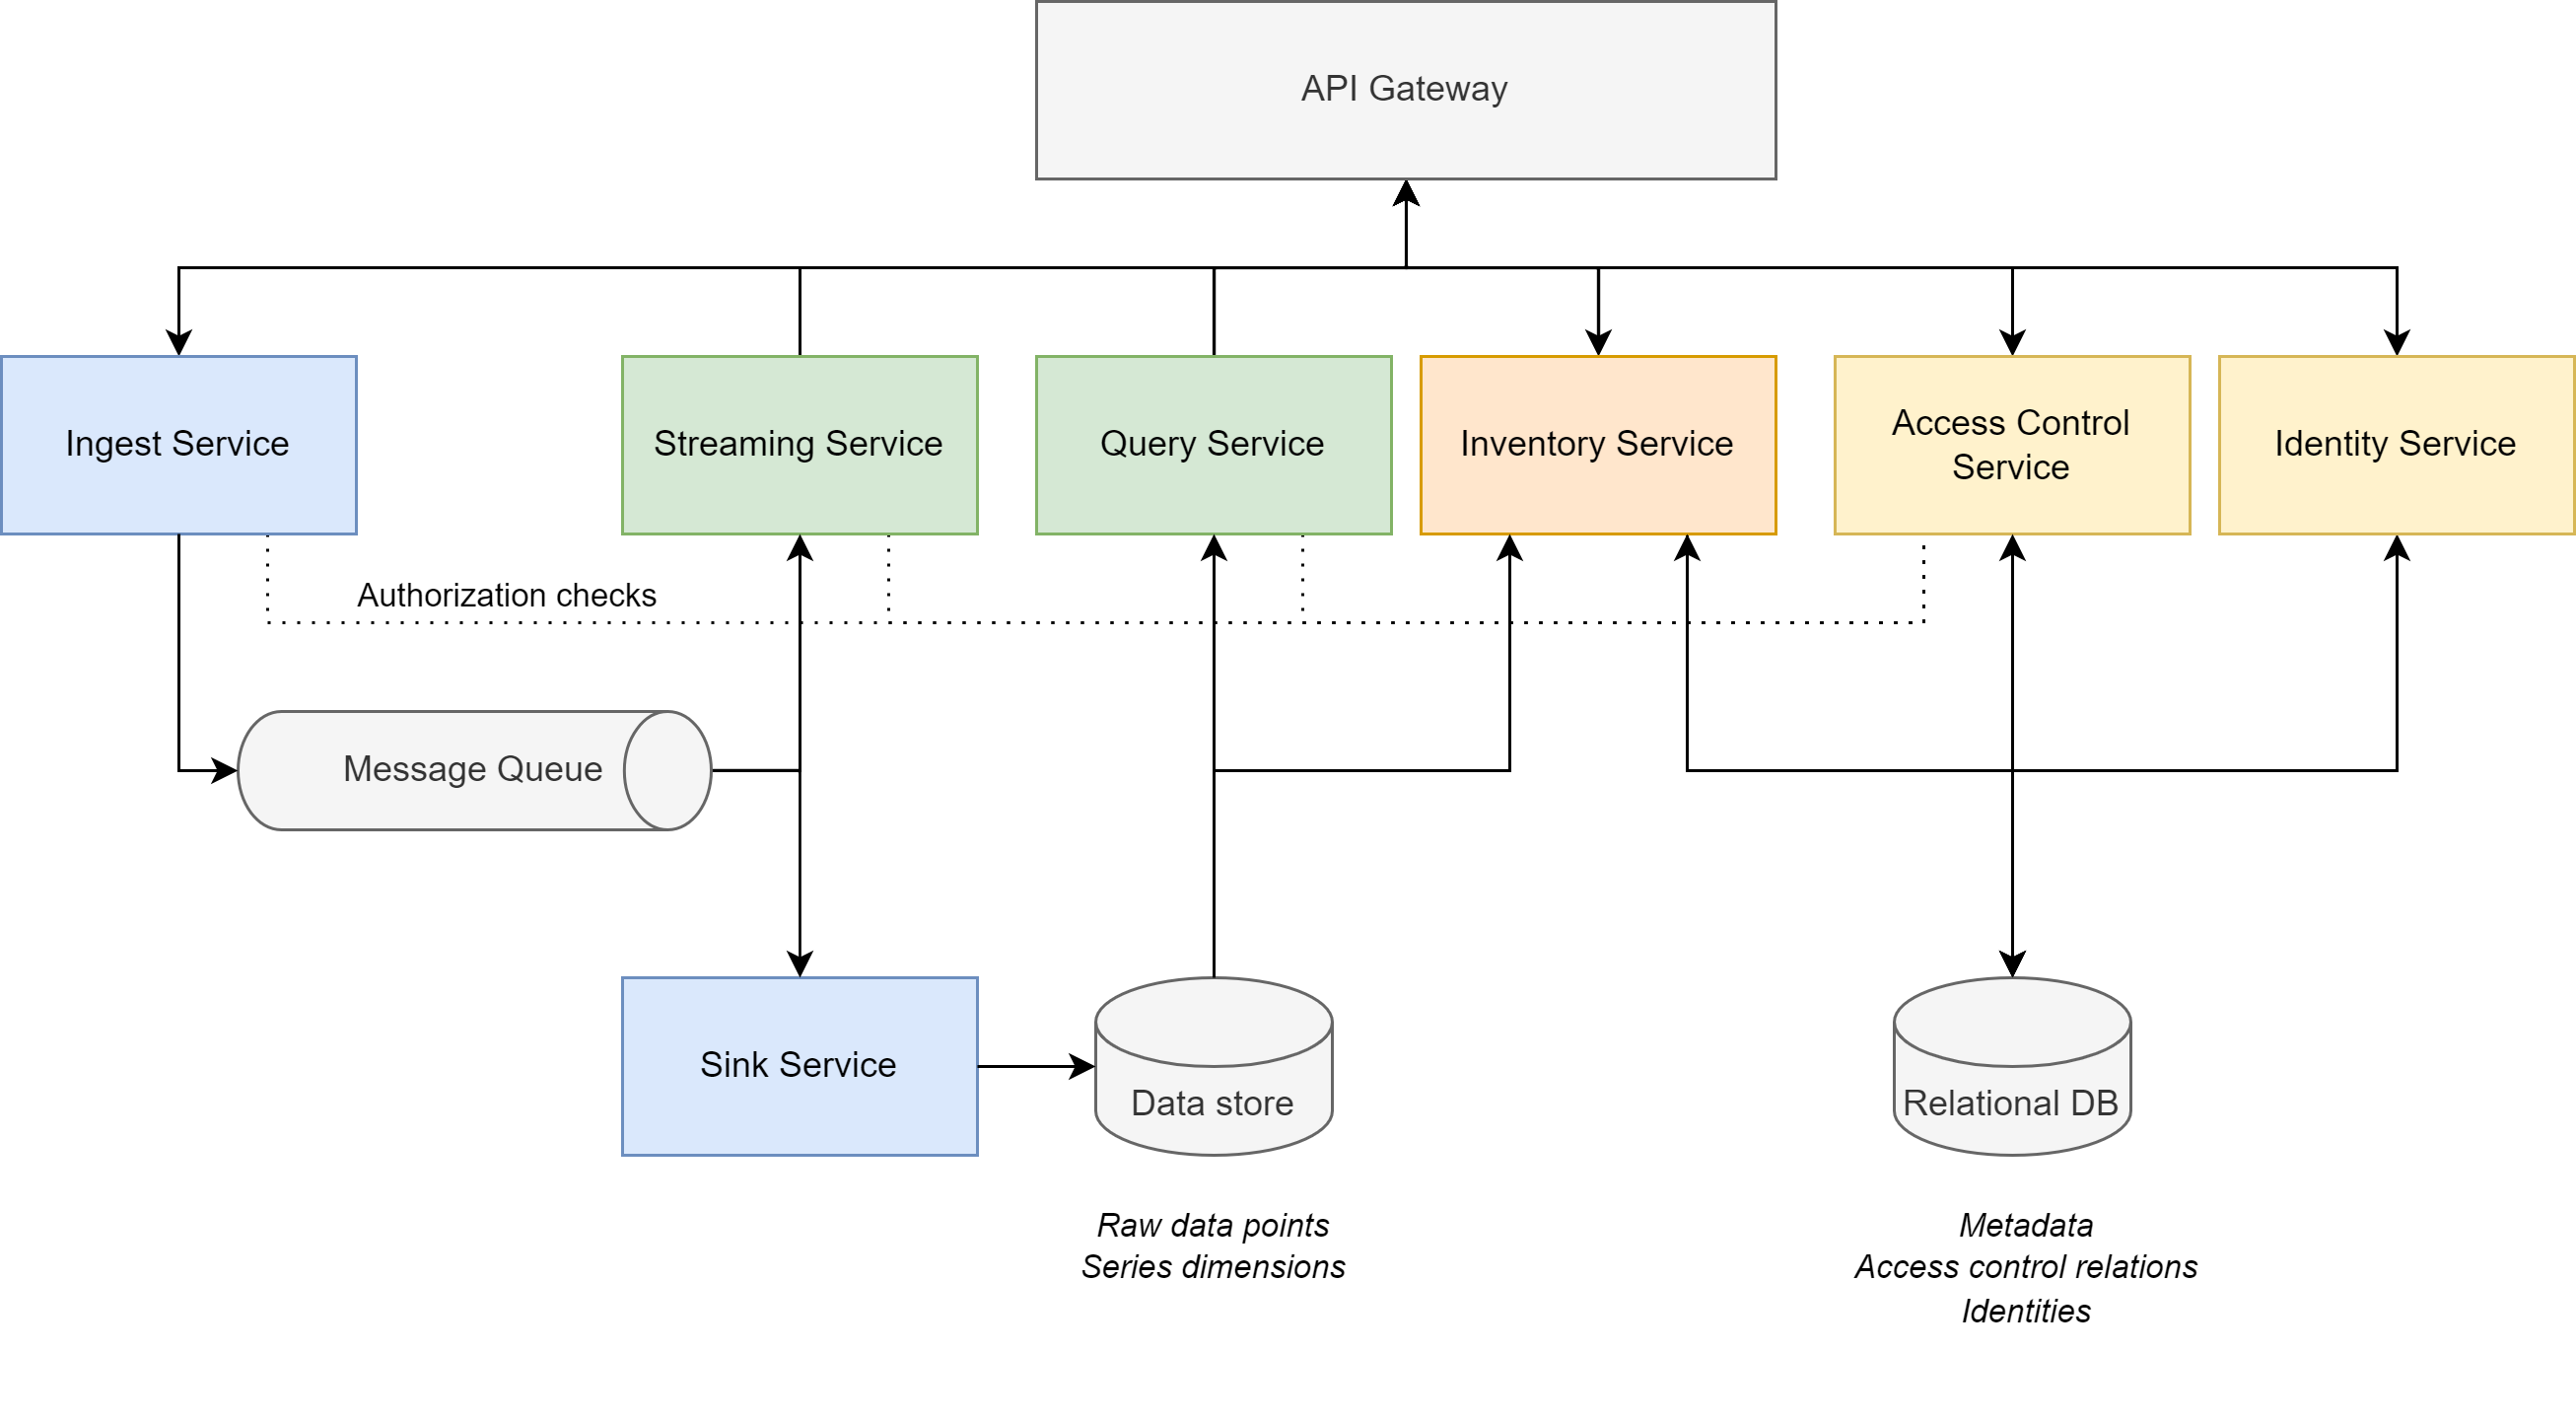 API Gateway
Ingest Service
Streaming Service
Query Service
Inventory Service
Access Control
Service
Identity Service
Authorization checks
Message Queue
Sink Service
Data store
Relational DB
Raw data points
Series dimensions
Metadata
Access control relations
Identities